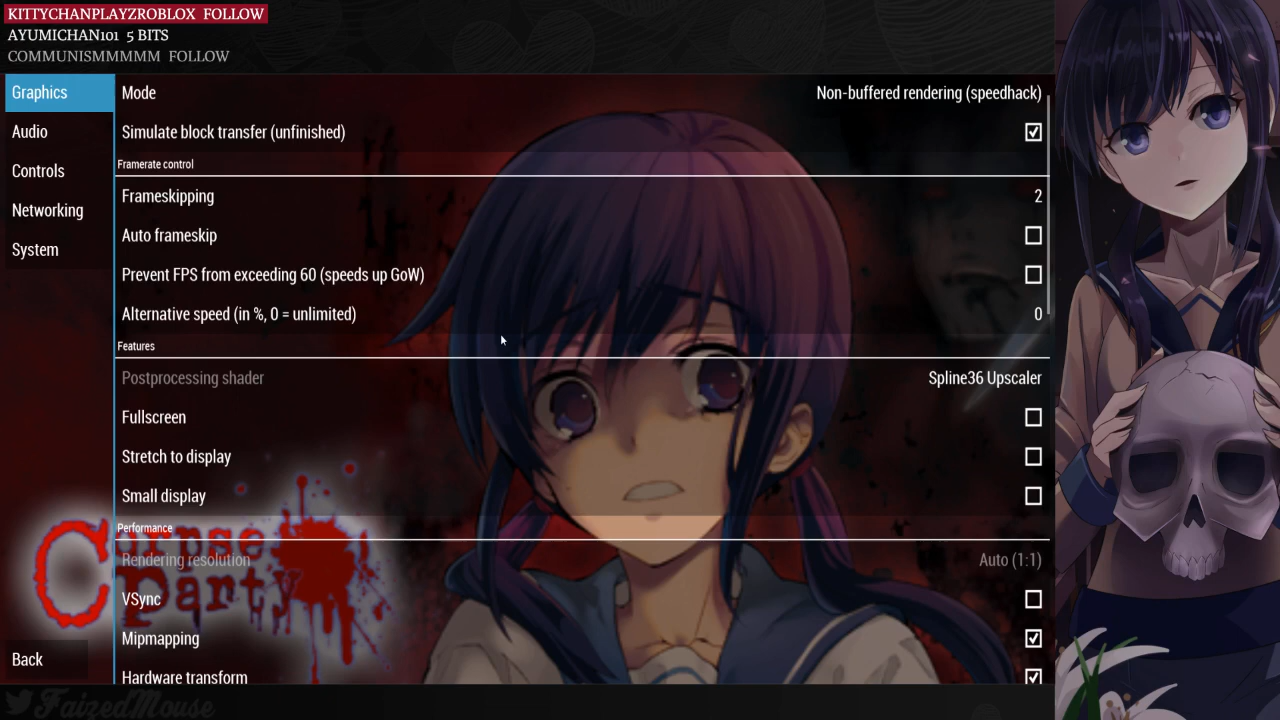 KITTYCHANPLAYZROBLOX FOLLOW
AYUMICHAN101 5 BITS
COMMUNISMMMMM FOLLOW
Graphics
Audio
Controls
Networking
System
Back
Mode Non-buffered rendering (speedhack)
Simulate block transfer (unfinished)
Framerate control
Frameskipping 2
Auto frameskip
Prevent FPS from exceeding 60 (speeds up GoW)
Alternative speed (in %, 0 = unlimited) 0
Features
Postprocessing shader Spline36 Upscaler
Fullscreen
Stretch to display
Small display
Performance
Rendering resolution Auto (1:1)
VSync
Mipmapping
Hardware transform
Corpse
Party
FaizedMouse